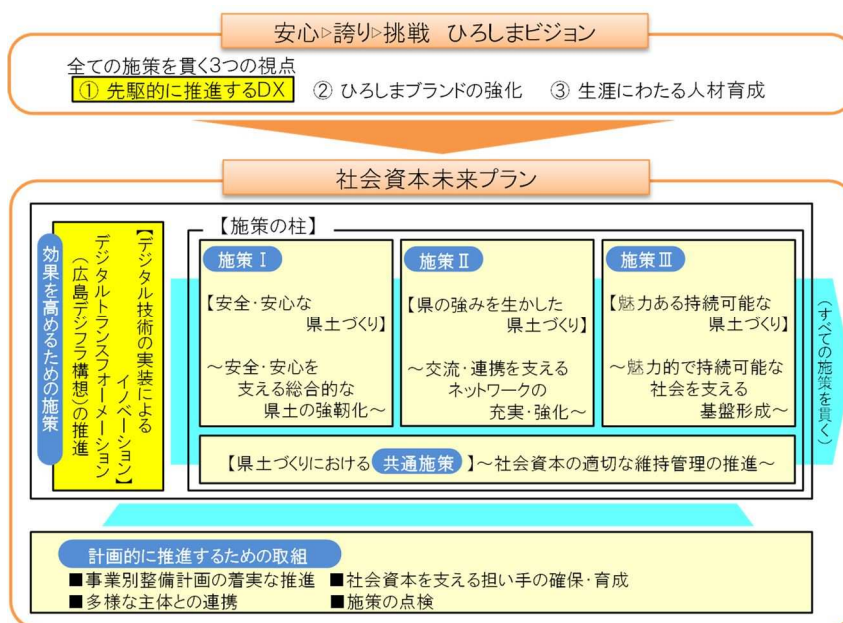 安心▷誇り▷挑戦 ひろしまビジョン
全ての施策を貫く3つの視点
① 先駆的に推進するDX ② ひろしまブランドの強化 ③ 生涯にわたる人材育成
社会資本未来プラン
効果を高めるための施策
【デジタル技術の実装による
イノベーション】
デジタルトランスフォーメーション
(広島デジフラ構想)の推進
【施策の柱】
施策Ⅰ
【安全・安心な
県土づくり】
～安全・安心を
支える総合的な
県土の強靭化～
施策Ⅱ
【県の強みを生かした
県土づくり】
～交流・連携を支える
ネットワークの
充実・強化～
施策Ⅲ
【魅力ある持続可能な
県土づくり】
～魅力的で持続可能な
社会を支える
基盤形成～
(すべての施策を貫く)
【県土づくりにおける 共通施策 】～社会資本の適切な維持管理の推進～
計画的に推進するための取組
■事業別整備計画の着実な推進 ■社会資本を支える担い手の確保・育成
■多様な主体との連携 ■施策の点検